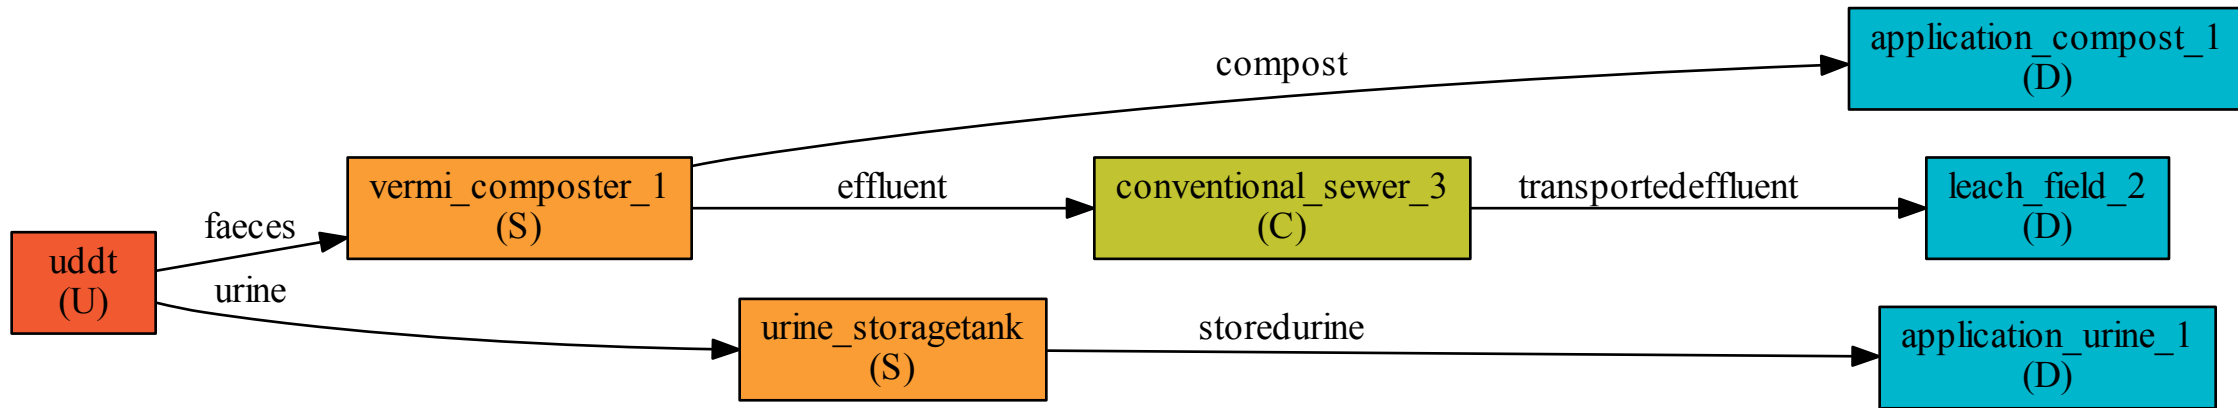 application_compost_1
(D)
compost
vermi_composter_1
(S)
effluent
conventional_sewer_3
(C)
transportedeffluent
leach_field_2
(D)
faeces
uddt
(U)
urine
urine_storagetank
(S)
storedurine
application_urine_1
(D)